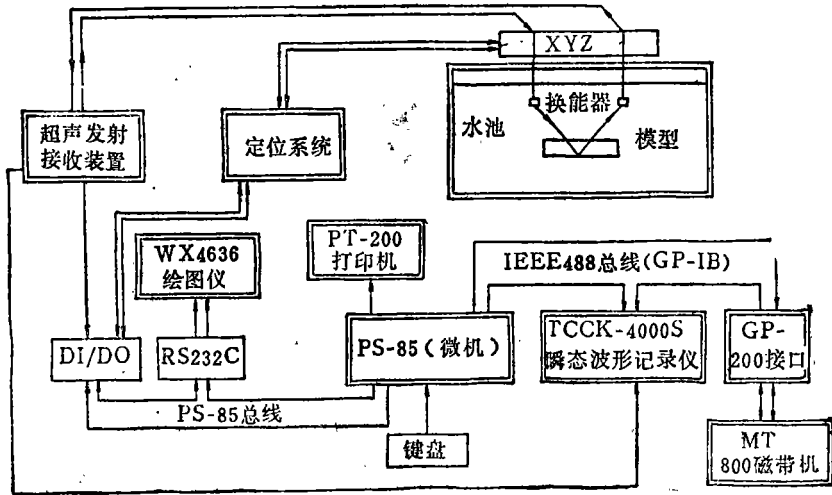 XYZ
换能器
水池
模型
超声发射
接收装置
定位系统
PT-200
打印机
WX4636
绘图仪
IEEE488总线(GP-IB)
DI/DO
RS232C
PS-85(微机)
TCCK-4000S
瞬态波形记录仪
GP-
200接口
PS-85总线
键盘
MT
800磁带机